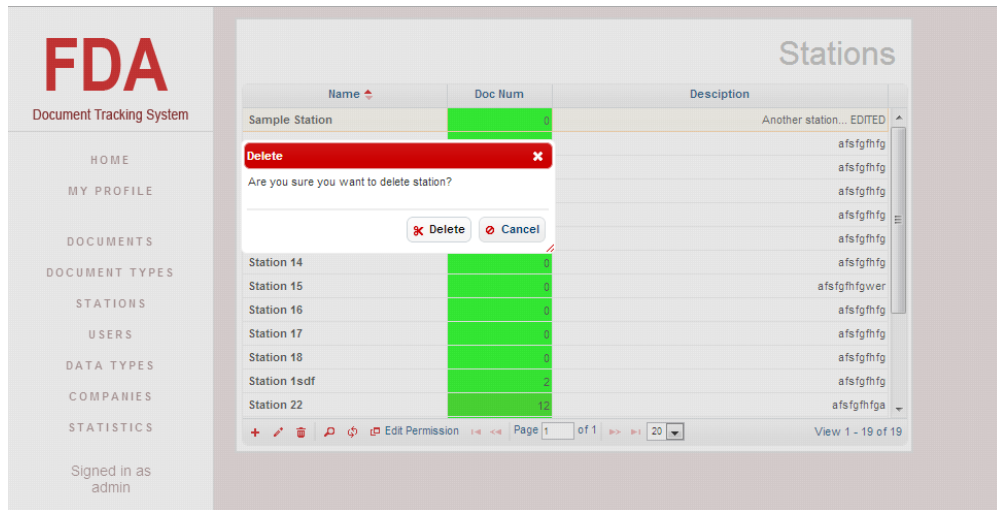 FDA
Document Tracking System
HOME
MY PROFILE
DOCUMENTS
DOCUMENT TYPES
STATIONS
USERS
DATA TYPES
COMPANIES
STATISTICS
Signed in as
admin
Stations
Name Doc Num Desciption
Sample Station 0 Another station... EDITED
afsfgfhfg
afsfgfhfg
afsfgfhfg
afsfgfhfg
afsfgfhfg
Delete
Are you sure you want to delete station?
Delete Cancel
Station 14 0 afsfgfhfg
Station 15 0 afsfgfhfgwer
Station 16 0 afsfgfhfg
Station 17 0 afsfgfhfg
Station 18 0 afsfgfhfg
Station 1sdf 2 afsfgfhfg
Station 22 12 afsfgfhfga
Edit Permission Page 1 of 1 20 View 1 - 19 of 19